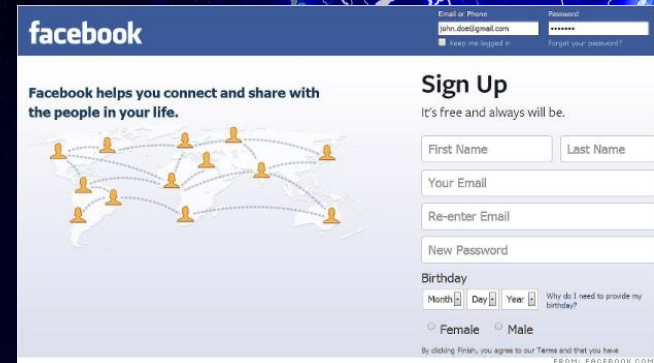 Email or Phone Password
facebook
john.doe@gmail.com •••••••
Keep me logged in Forgot your password?
Facebook helps you connect and share with
the people in your life.
Sign Up
It's free and always will be.
First Name Last Name
Your Email
Re-enter Email
New Password
Birthday
Month Day Year Why do I need to provide my
birthday?
Female Male
By clicking Finish, you agree to our Terms and that you have
FROM: FACEBOOK.COM